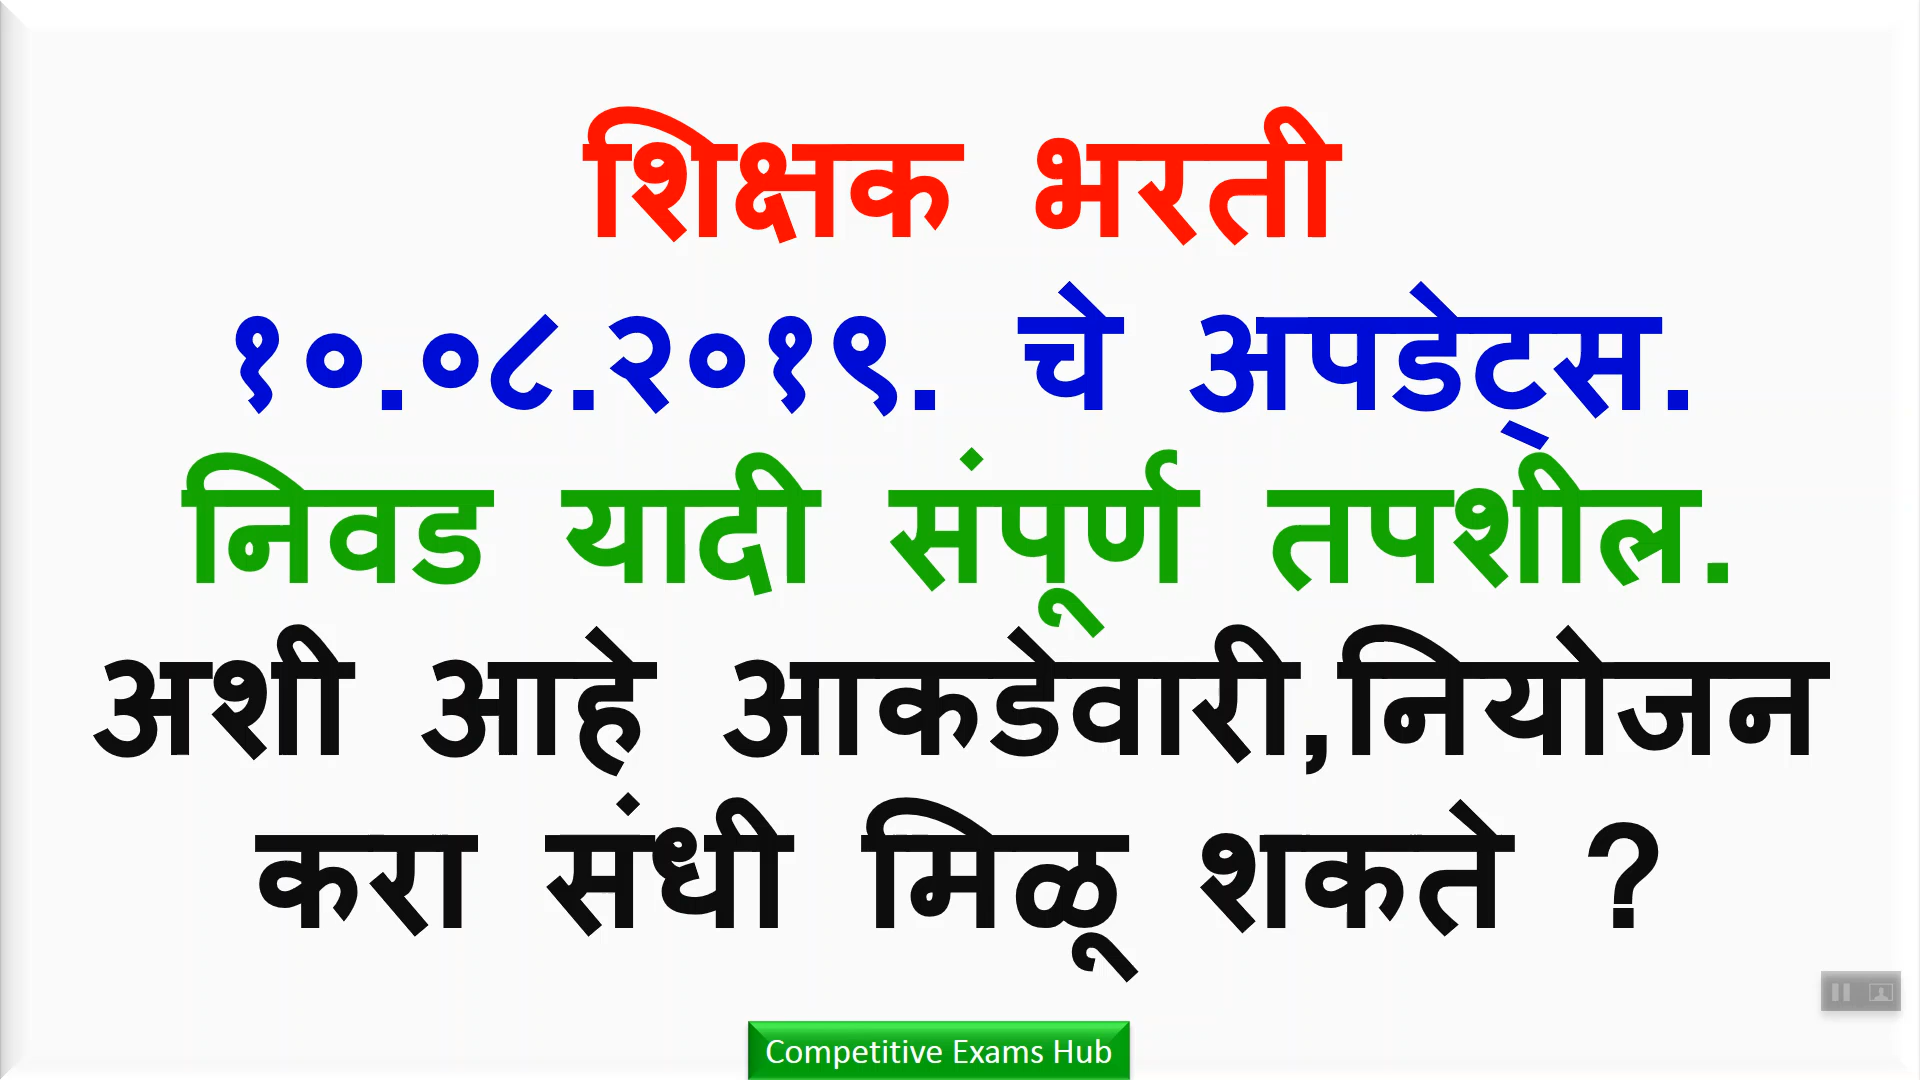 शिक्षक भरती
१०.०८.२०१९. चे अपडेट्स.
निवड यादी संपूर्ण तपशील.
अशी आहे आकडेवारी,नियोजन
करा संधी मिळू शकते ?
Competitive Exams Hub